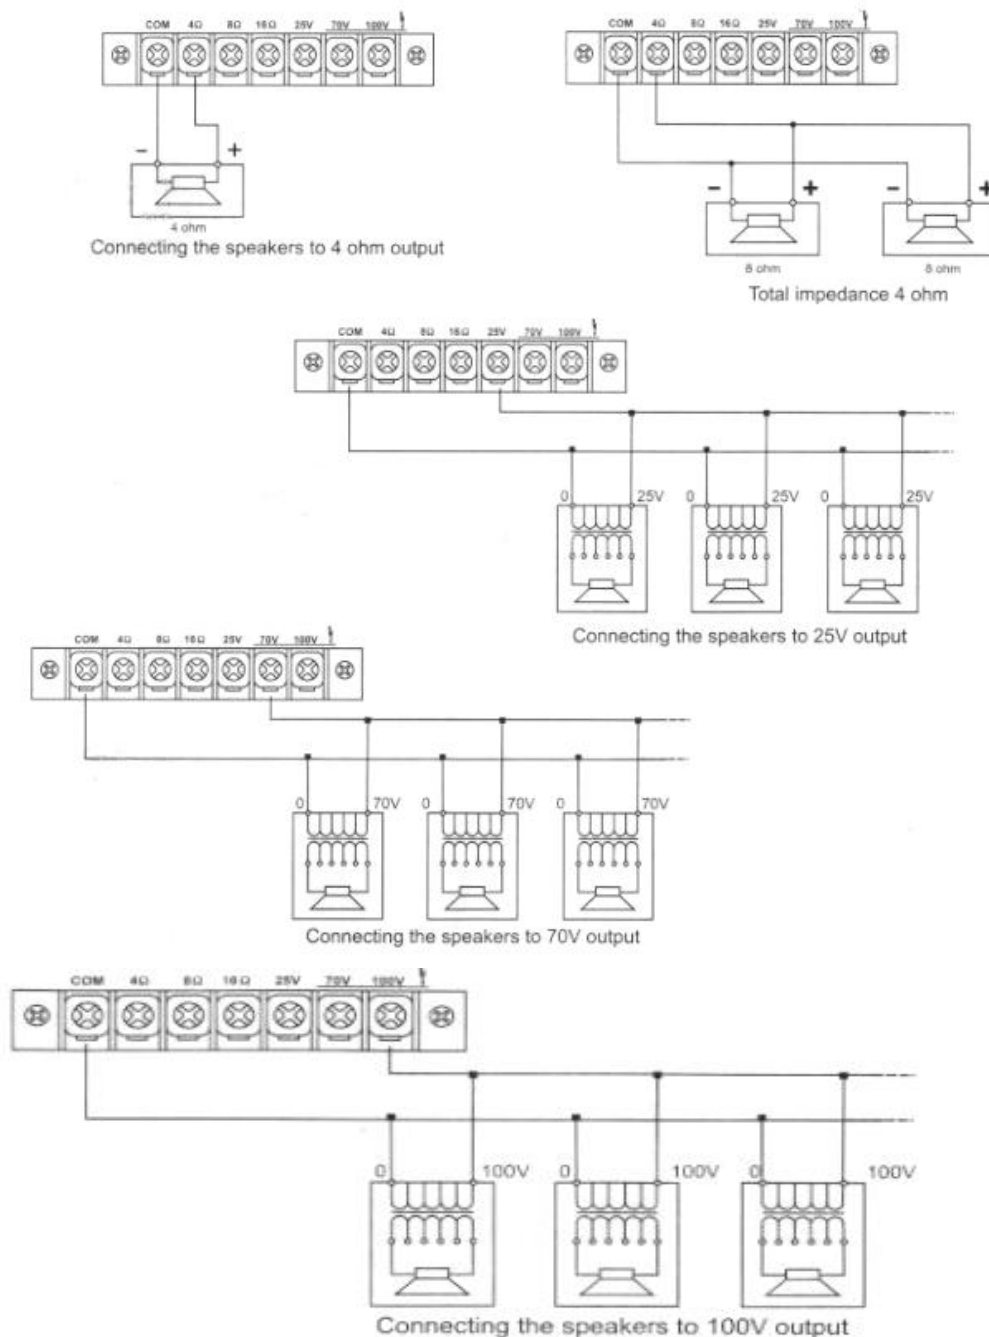 COM 4Ω 8Ω 16Ω 25V 70V 100V
- +
4 ohm
Connecting the speakers to 4 ohm output
COM 4Ω 8Ω 16Ω 25V 70V 100V
- + - +
8 ohm 8 ohm
Total impedance 4 ohm
COM 4Ω 8Ω 16Ω 25V 70V 100V
0 25V 0 25V 0 25V
Connecting the speakers to 25V output
COM 4Ω 8Ω 16Ω 25V 70V 100V
0 70V 0 70V 0 70V
Connecting the speakers to 70V output
COM 4Ω 8Ω 16Ω 25V 70V 100V
0 100V 0 100V 0 100V
Connecting the speakers to 100V output